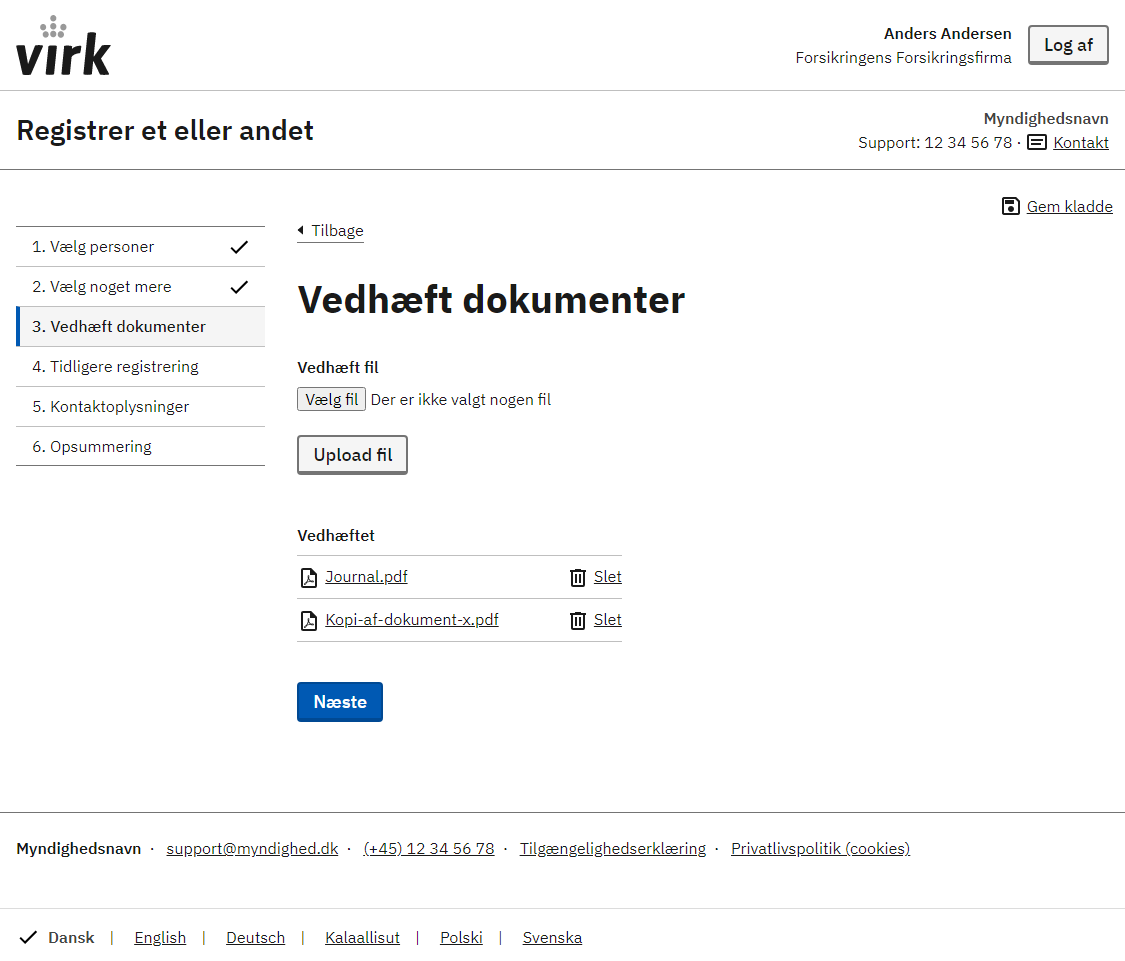 virk
Anders Andersen
Forsikringens Forsikringsfirma
Log af
Registrer et eller andet
Myndighedsnavn
Support: 12 34 56 78 · Kontakt
Gem kladde
1. Vælg personer
2. Vælg noget mere
3. Vedhæft dokumenter
4. Tidligere registrering
5. Kontaktoplysninger
6. Opsummering
Tilbage
Vedhæft dokumenter
Vedhæft fil
Vælg fil Der er ikke valgt nogen fil
Upload fil
Vedhæftet
Journal.pdf Slet
Kopi-af-dokument-x.pdf Slet
Næste
Myndighedsnavn · support@myndighed.dk · (+45) 12 34 56 78 · Tilgængelighedserklæring · Privatlivspolitik (cookies)
Dansk | English | Deutsch | Kalaallisut | Polski | Svenska